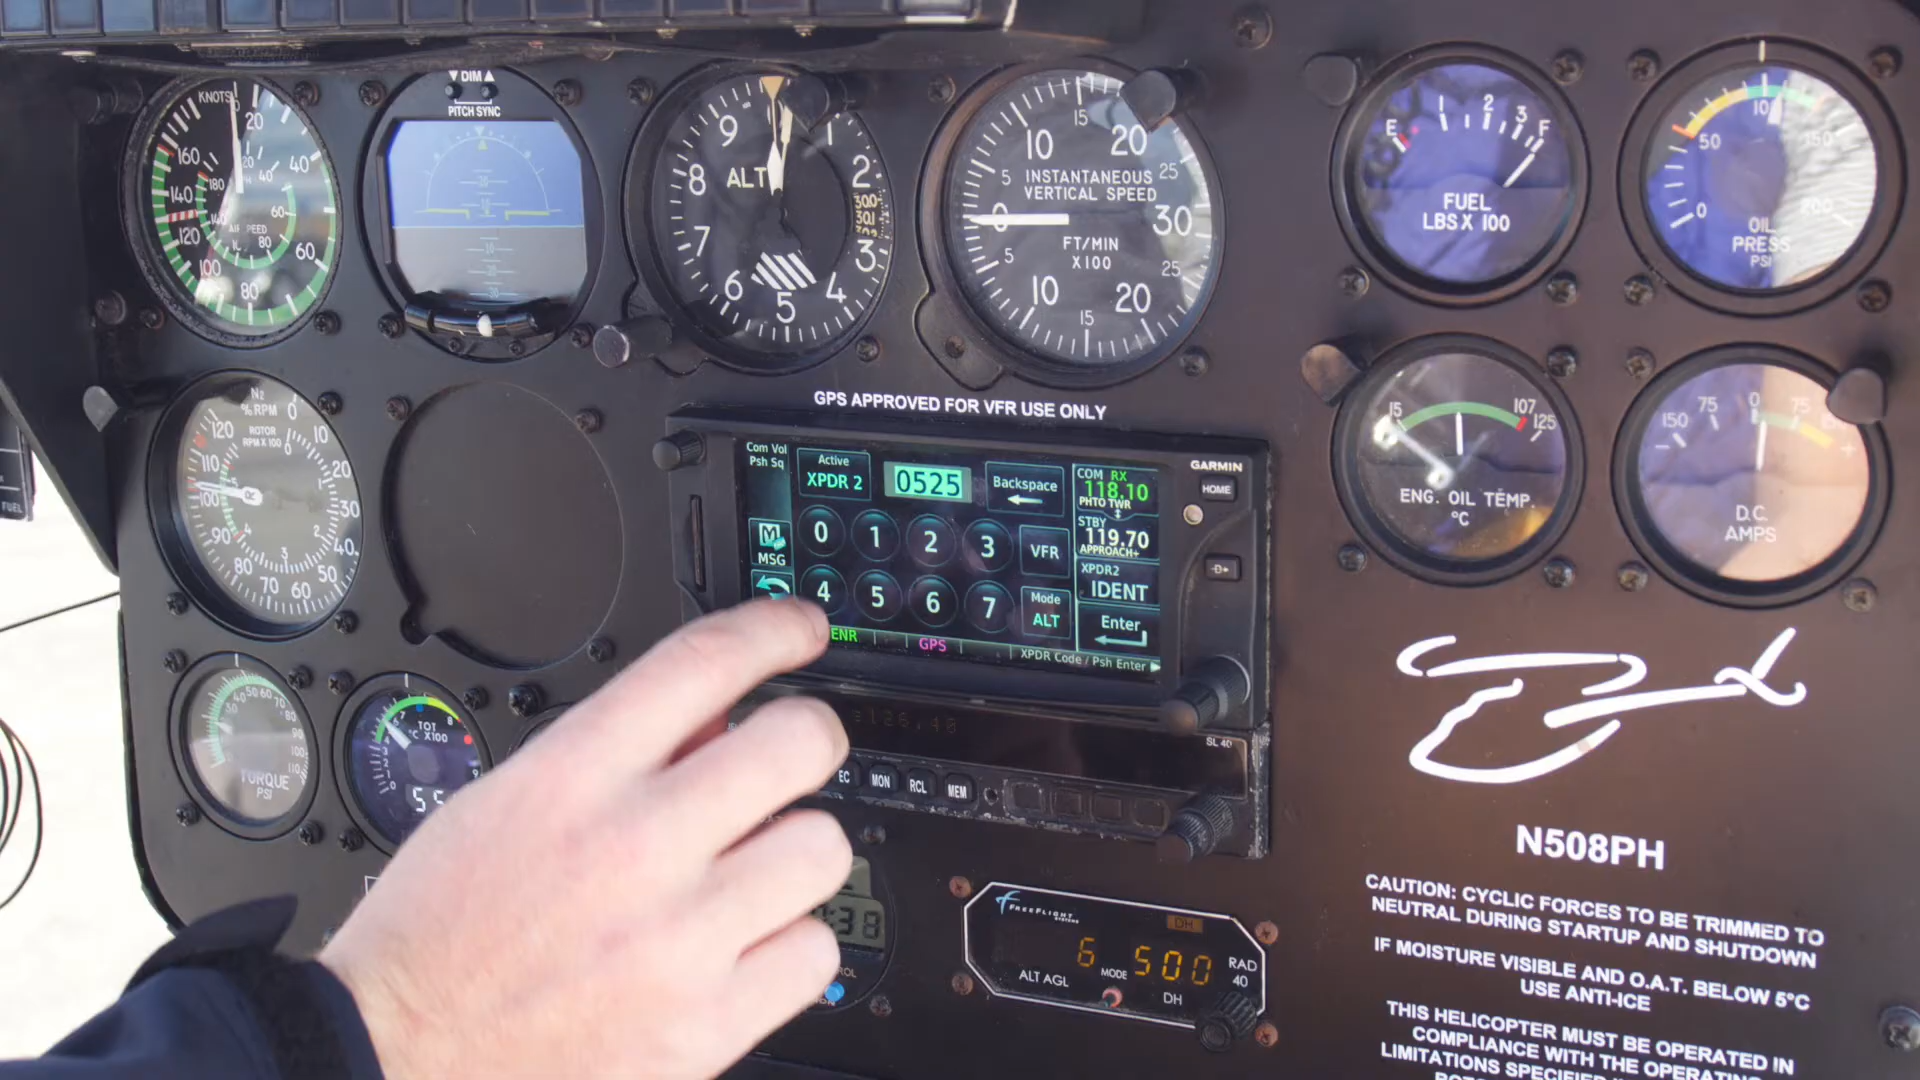 DIM
PITCH SYNC
KNOTS
20
40
60
80
100
120
140
160
180
20
40
60
80
ALT
9
1
8
2
7
3
6
4
5
15
10
20
5
25
INSTANTANEOUS
VERTICAL SPEED
0
30
FT/MIN
X100
5
25
10
20
15
E
1
2
3
F
FUEL
LBS X 100
0
50
OIL
PRESS
PSI
GPS APPROVED FOR VFR USE ONLY
N2
% RPM
0
10
20
30
40
50
60
70
80
90
100
110
120
ROTOR
RPM X 100
R
Com Vol
Psh Sq
Active
XPDR 2
0525
Backspace
COM RX
118.10
PHTO TWR
STBY
119.70
APPROACH+
XPDR2
IDENT
Enter
MSG
0
1
2
3
VFR
4
5
6
7
Mode
ALT
ENR
GPS
XPDR Code / Psh Enter
GARMIN
HOME
D
15
107
125
ENG. OIL TEMP.
°C
150
75
0
75
D.C.
AMPS
TORQUE
PSI
TOT
°C X100
SL 40
EC
MON
RCL
MEM
FREEFLIGHT
SYSTEMS
DH
6
500
ALT AGL
MODE
DH
RAD
40
N508PH
CAUTION: CYCLIC FORCES TO BE TRIMMED TO
NEUTRAL DURING STARTUP AND SHUTDOWN
IF MOISTURE VISIBLE AND O.A.T. BELOW 5°C
USE ANTI-ICE
THIS HELICOPTER MUST BE OPERATED IN
COMPLIANCE WITH THE OPERATING
LIMITATIONS SPECIFIED
FUEL